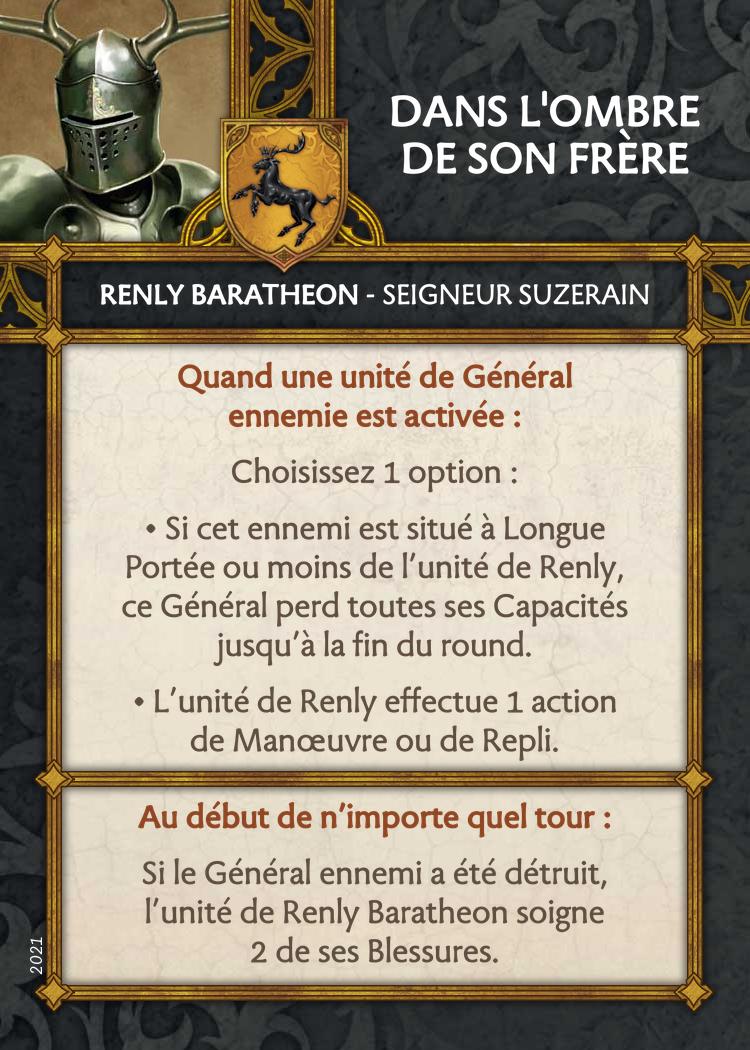 DANS L'OMBRE
DE SON FRÈRE
RENLY BARATHEON - SEIGNEUR SUZERAIN
Quand une unité de Général
ennemie est activée :
Choisissez 1 option :
• Si cet ennemi est situé à Longue
Portée ou moins de l'unité de Renly,
ce Général perd toutes ses Capacités
jusqu'à la fin du round.
• L'unité de Renly effectue 1 action
de Manœuvre ou de Repli.
Au début de n'importe quel tour :
Si le Général ennemi a été détruit,
l'unité de Renly Baratheon soigne
2 de ses Blessures.
2021